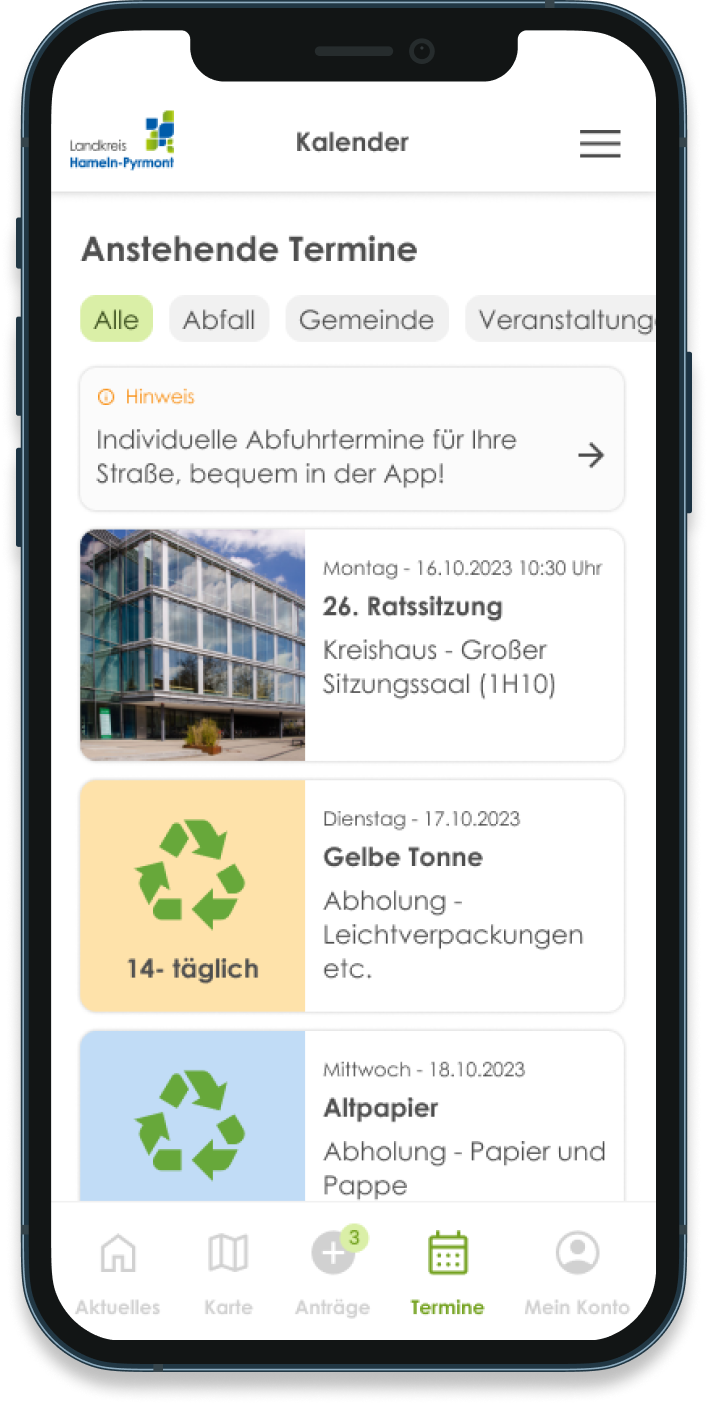 Landkreis
Hameln-Pyrmont
Kalender
Anstehende Termine
Alle
Abfall
Gemeinde
Veranstaltung
Hinweis
Individuelle Abfuhrtermine für Ihre
Straße, bequem in der App!
Montag - 16.10.2023 10:30 Uhr
26. Ratssitzung
Kreishaus - Großer
Sitzungssaal (1H10)
14- täglich
Dienstag - 17.10.2023
Gelbe Tonne
Abholung -
Leichtverpackungen
etc.
Mittwoch - 18.10.2023
Altpapier
Abholung - Papier und
Pappe
3
Aktuelles
Karte
Anträge
Termine
Mein Konto